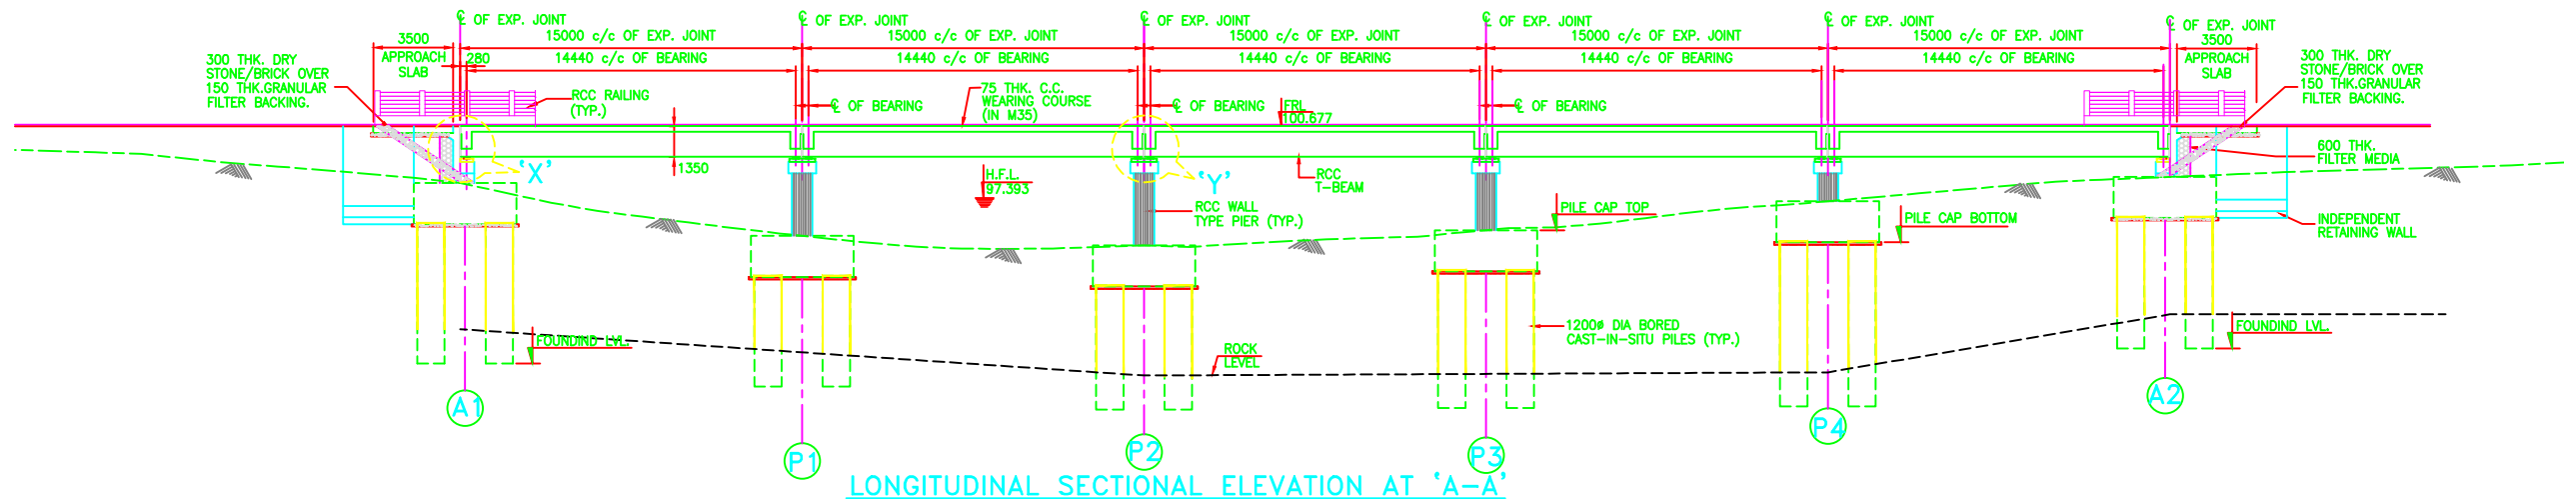 ℄ OF EXP. JOINT
℄ OF EXP. JOINT
℄ OF EXP. JOINT
℄ OF EXP. JOINT
℄ OF EXP. JOINT
℄ OF EXP. JOINT
3500
15000 c/c OF EXP. JOINT
15000 c/c OF EXP. JOINT
15000 c/c OF EXP. JOINT
15000 c/c OF EXP. JOINT
15000 c/c OF EXP. JOINT
3500
APPROACH
SLAB
280
14440 c/c OF BEARING
14440 c/c OF BEARING
14440 c/c OF BEARING
14440 c/c OF BEARING
14440 c/c OF BEARING
APPROACH
SLAB
300 THK. DRY
STONE/BRICK OVER
150 THK.GRANULAR
FILTER BACKING.
300 THK. DRY
STONE/BRICK OVER
150 THK.GRANULAR
FILTER BACKING.
RCC RAILING
(TYP.)
℄ OF BEARING
75 THK. C.C.
WEARING COURSE
(IN M35)
℄ OF BEARING
FRL
100.677
℄ OF BEARING
600 THK.
FILTER MEDIA
'X'
1350
H.F.L.
97.393
'Y'
RCC
T-BEAM
RCC WALL
TYPE PIER (TYP.)
PILE CAP TOP
PILE CAP BOTTOM
INDEPENDENT
RETAINING WALL
FOUNDIND LVL.
ROCK
LEVEL
1200ø DIA BORED
CAST-IN-SITU PILES (TYP.)
FOUNDIND LVL.
A1
P1
P2
P3
P4
A2
LONGITUDINAL SECTIONAL ELEVATION AT 'A-A'